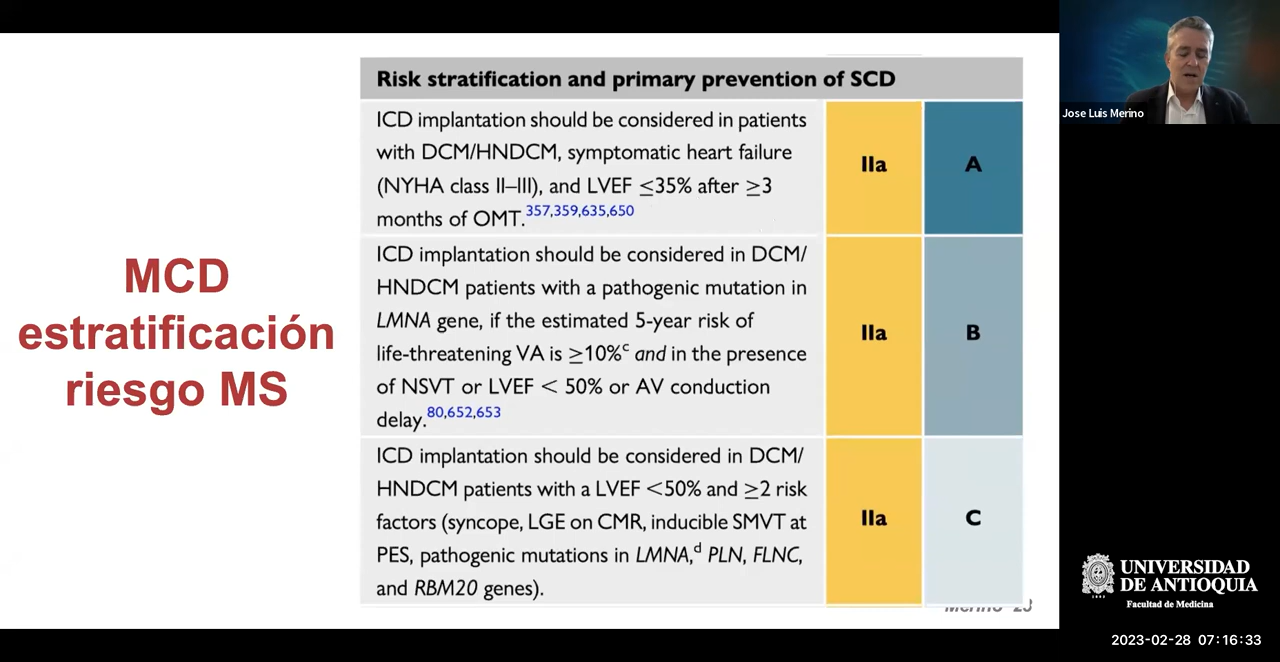 Risk stratification and primary prevention of SCD
ICD implantation should be considered in patients
with DCM/HNDCM, symptomatic heart failure
(NYHA class II–III), and LVEF ≤35% after ≥3
months of OMT.357,359,635,650
IIa
A
ICD implantation should be considered in DCM/
HNDCM patients with a pathogenic mutation in
LMNA gene, if the estimated 5-year risk of
life-threatening VA is ≥10%c and in the presence
of NSVT or LVEF < 50% or AV conduction
delay.80,652,653
IIa
B
ICD implantation should be considered in DCM/
HNDCM patients with a LVEF <50% and ≥2 risk
factors (syncope, LGE on CMR, inducible SMVT at
PES, pathogenic mutations in LMNA,d PLN, FLNC,
and RBM20 genes).
IIa
C
MCD
estratificación
riesgo MS
Merino 23
Jose Luis Merino
UNIVERSIDAD
DE ANTIOQUIA
Facultad de Medicina
2023-02-28 07:16:33